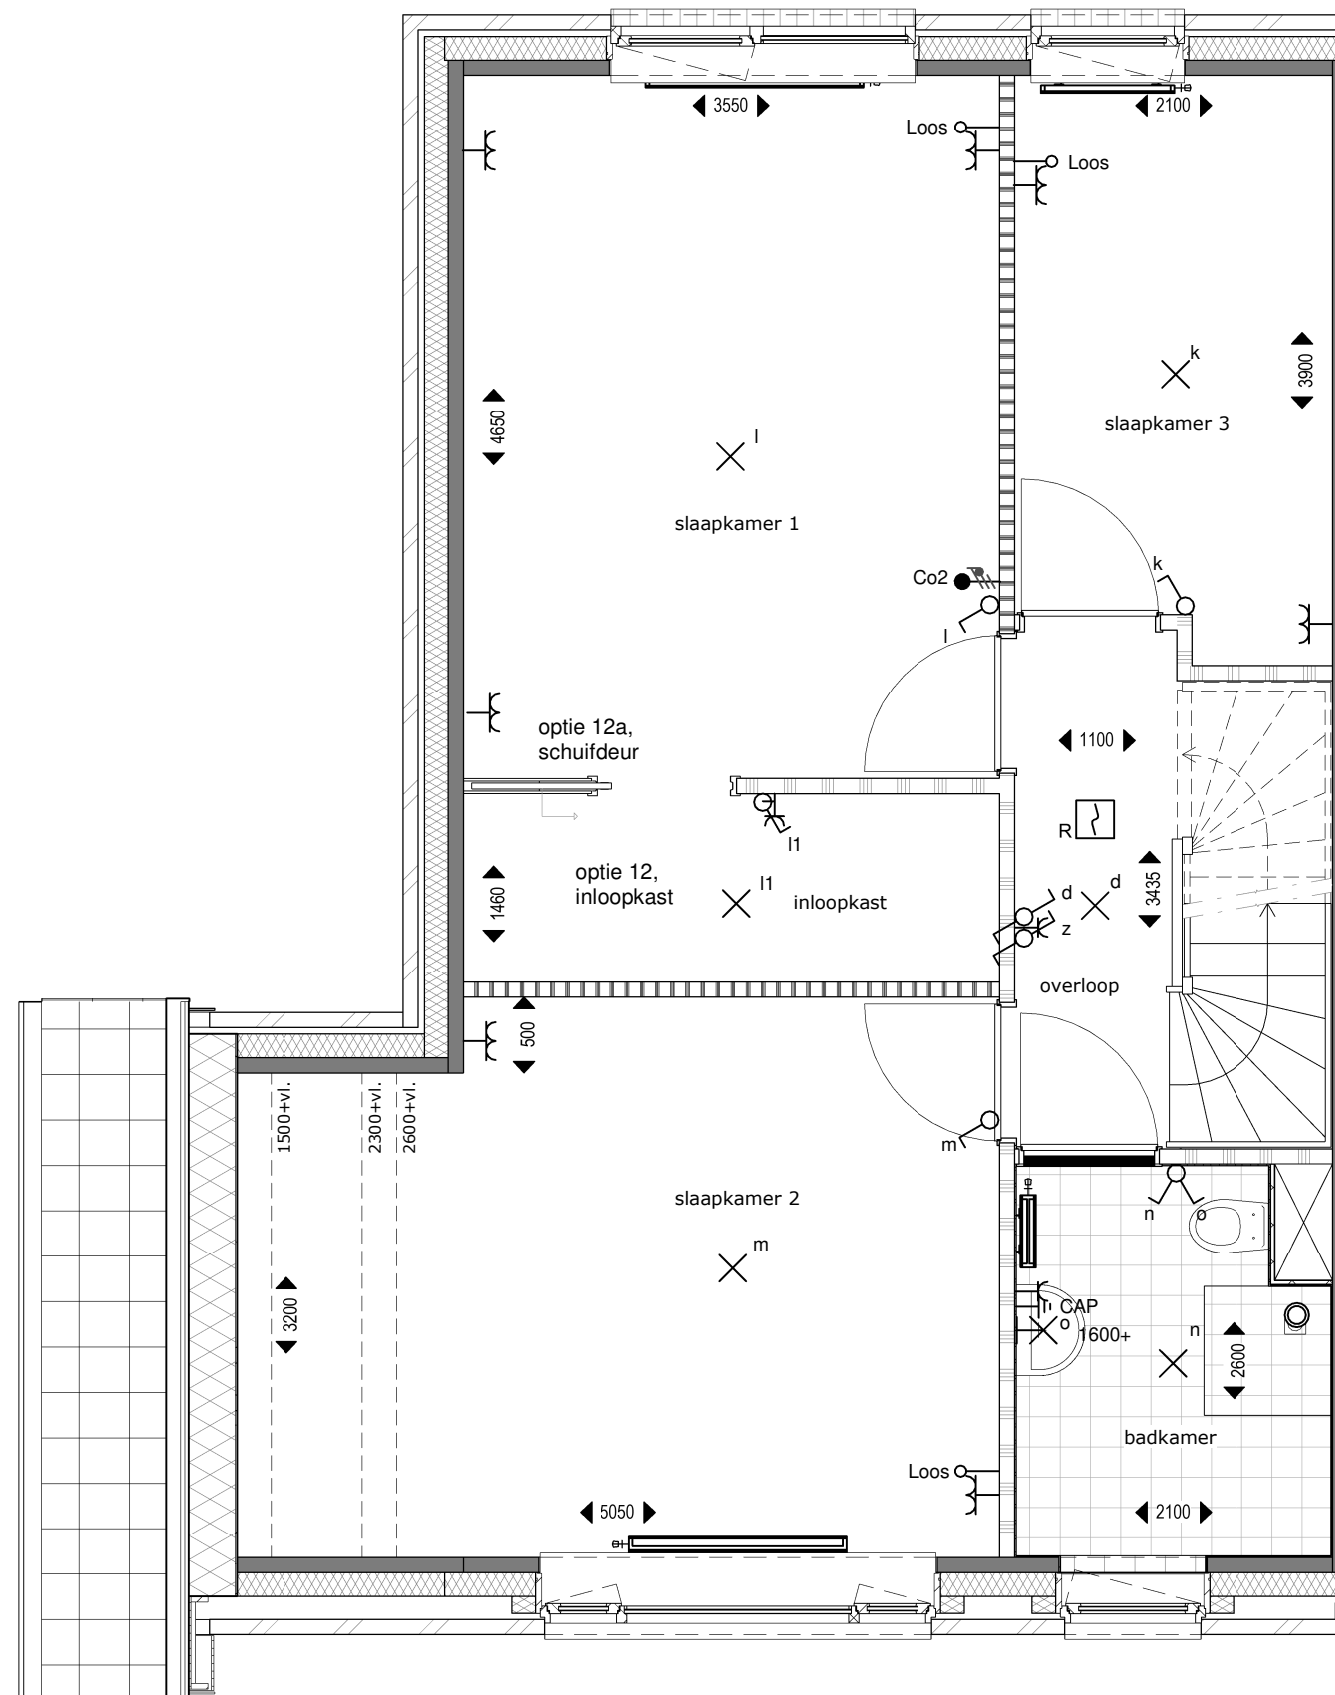 3550
2100
Loos
Loos
k
3900
slaapkamer 3
4650
l
slaapkamer 1
k
Co2
l
optie 12a,
schuifdeur
1100
R
l1
optie 12,
inloopkast
l1
inloopkast
1460
d
d
z
3435
overloop
500
1500+vl.
2300+vl.
2600+vl.
m
slaapkamer 2
m
n
o
3200
CAP
o
1600+
n
2600
badkamer
Loos
5050
2100